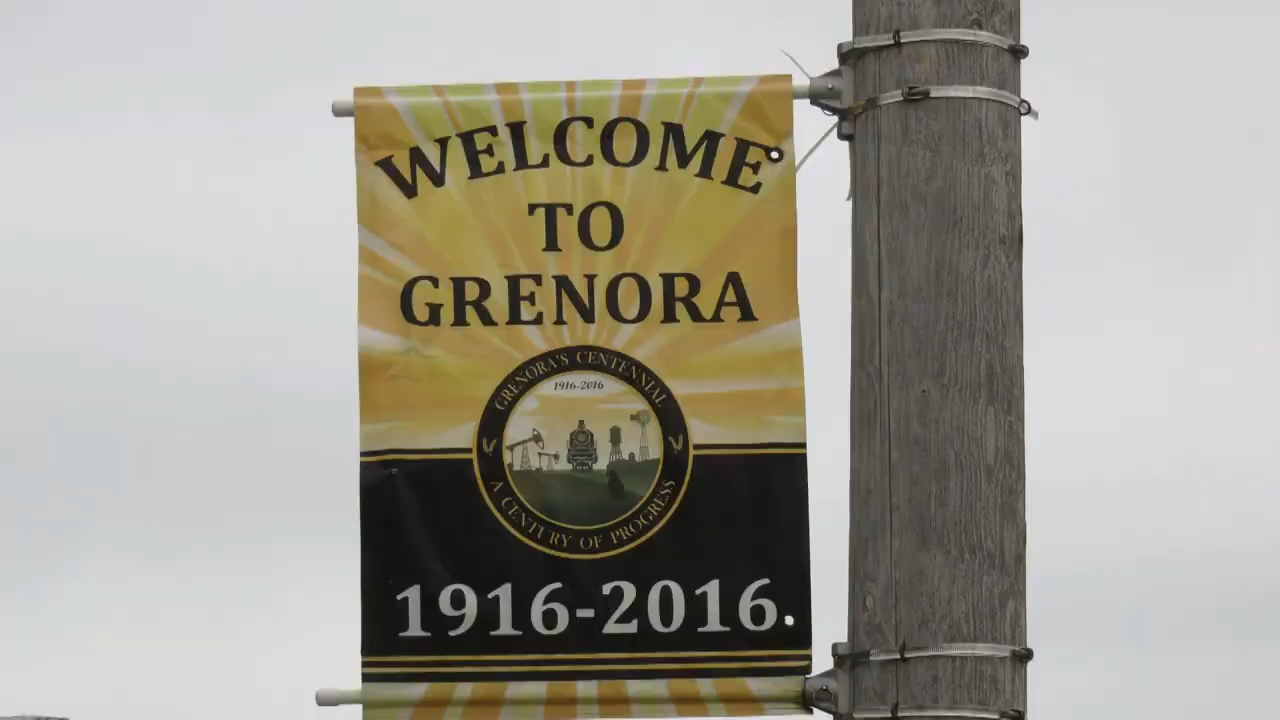 WELCOME
TO
GRENORA
GRENORA'S CENTENNIAL
1916-2016
A CENTURY OF PROGRESS
1916-2016